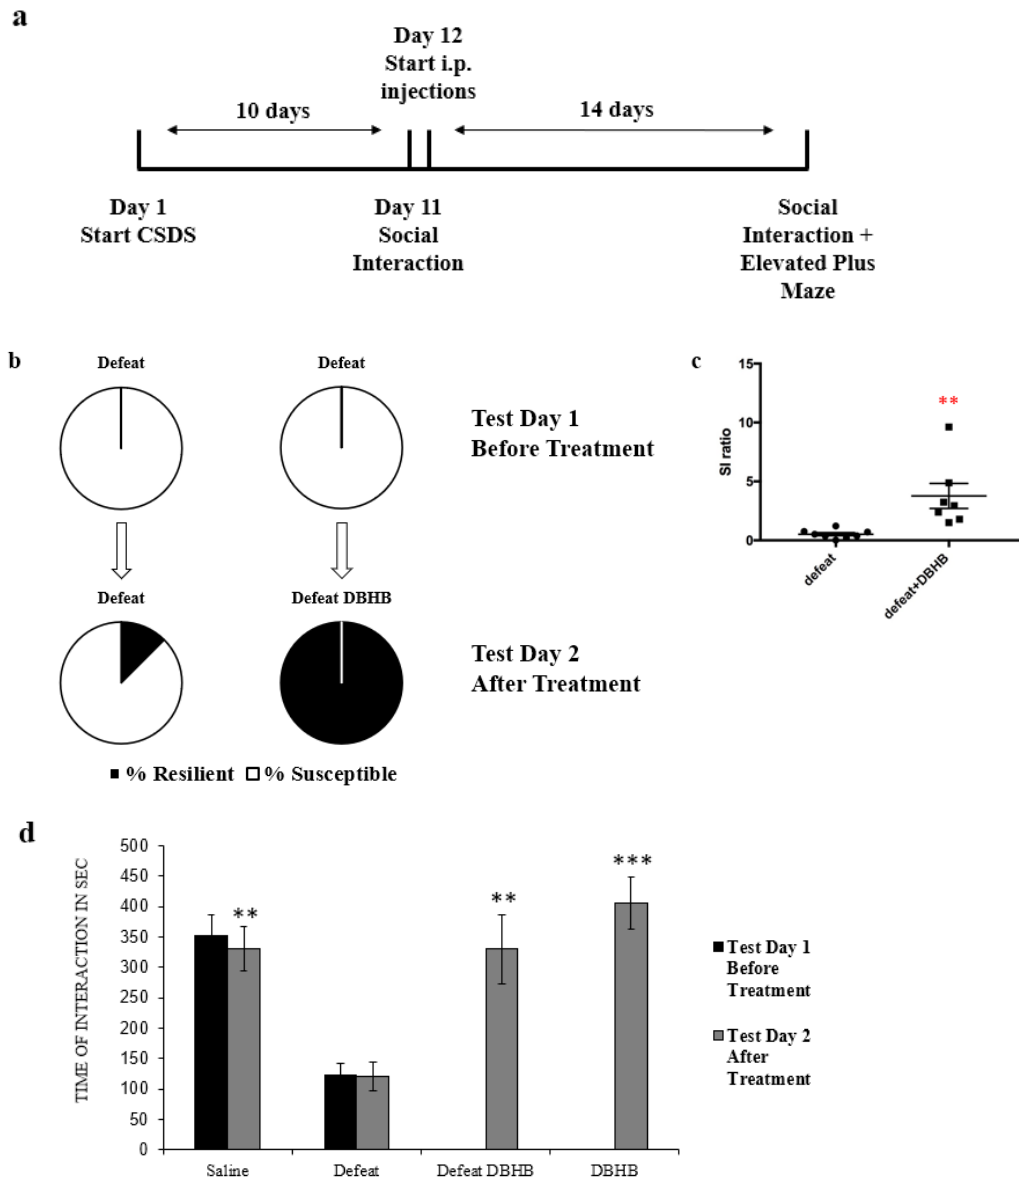 a
Day 12
Start i.p.
injections
10 days
14 days
Day 1
Start CSDS
Day 11
Social
Interaction
Social
Interaction +
Elevated Plus
Maze
b
Defeat
Defeat
Test Day 1
Before Treatment
Defeat
Defeat DBHB
Test Day 2
After Treatment
% Resilient % Susceptible
c
SI ratio
15
10
5
0
**
defeat
defeat+DBHB
d
TIME OF INTERACTION IN SEC
500
450
400
350
300
250
200
150
100
50
0
**
**
***
Saline
Defeat
Defeat DBHB
DBHB
Test Day 1
Before
Treatment
Test Day 2
After
Treatment